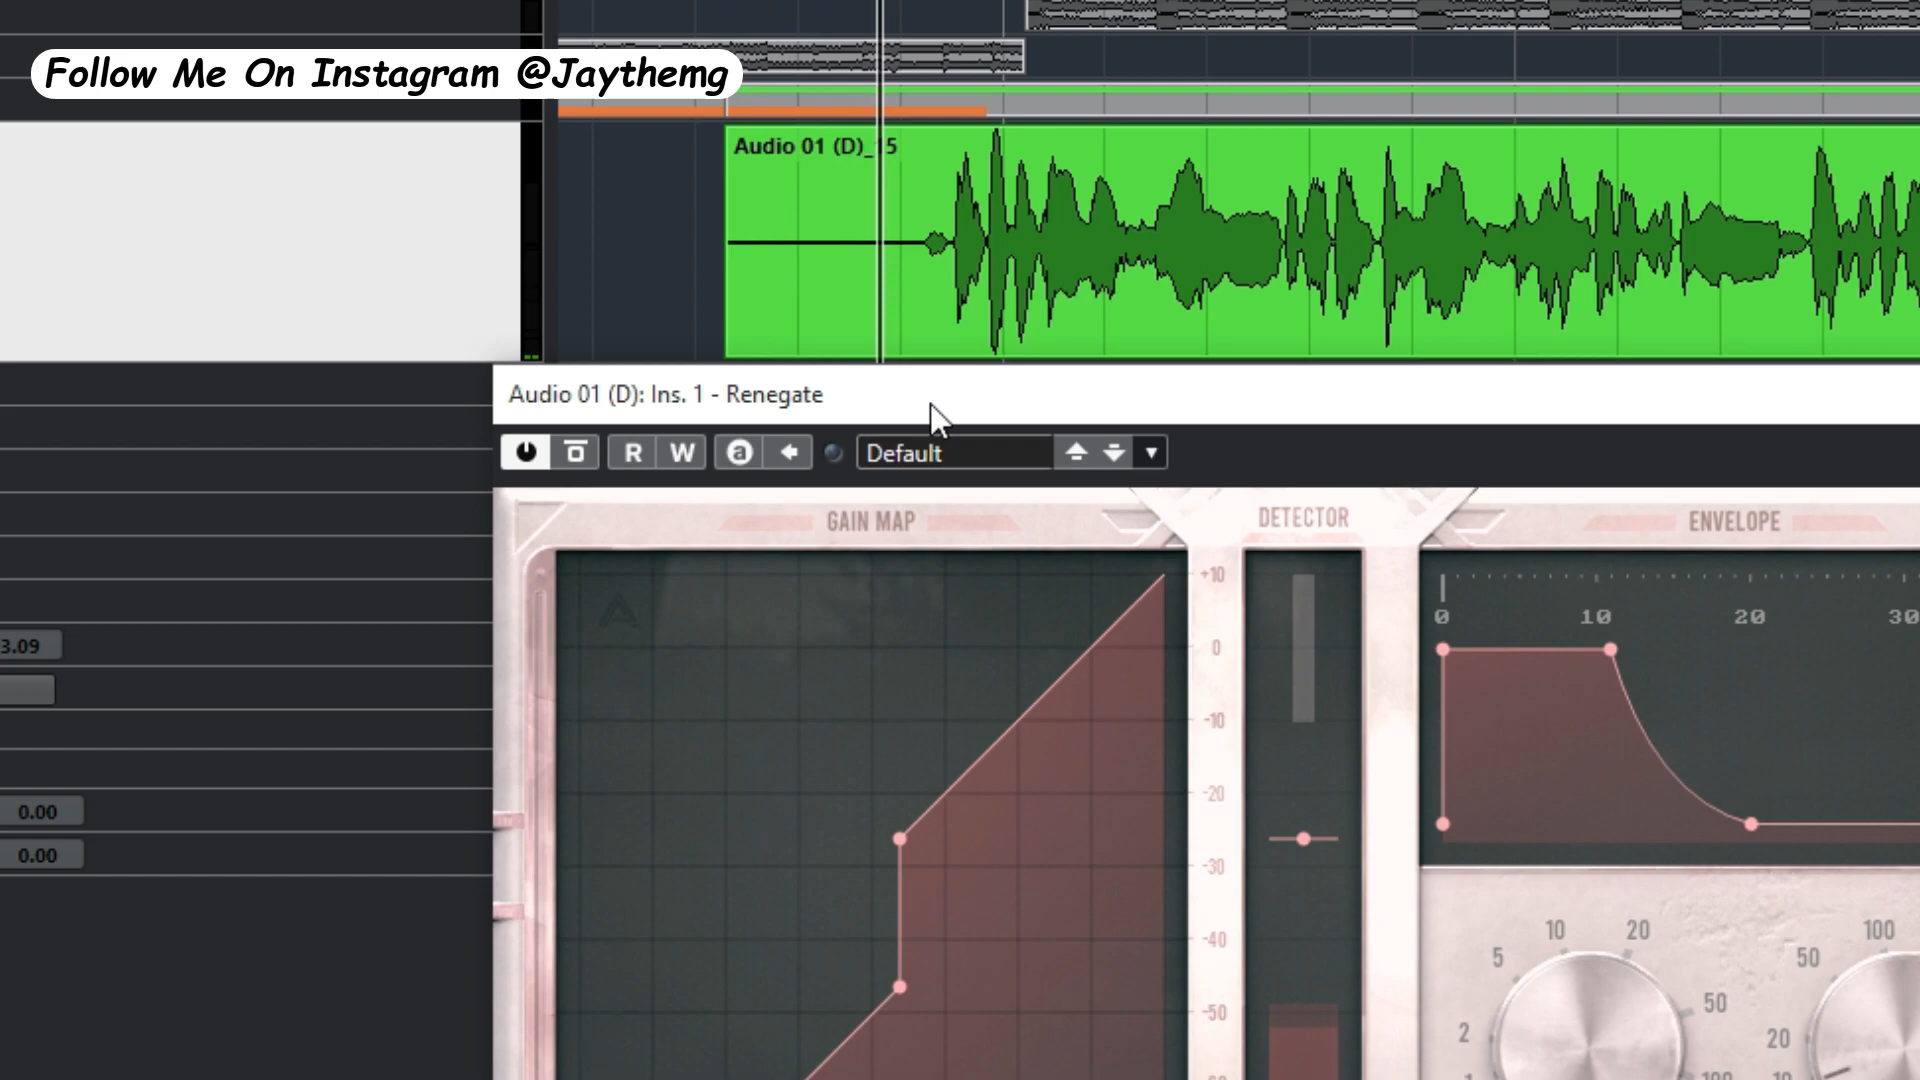 Follow Me On Instagram @Jaythemg
Audio 01 (D)_15
Audio 01 (D): Ins. 1 - Renegate
R W a Default
GAIN MAP
DETECTOR
ENVELOPE
+10
0
-10
-20
-30
-40
-50
0 10 20 30
3.09
0.00
0.00
5 10 20 50
2
20 50 100